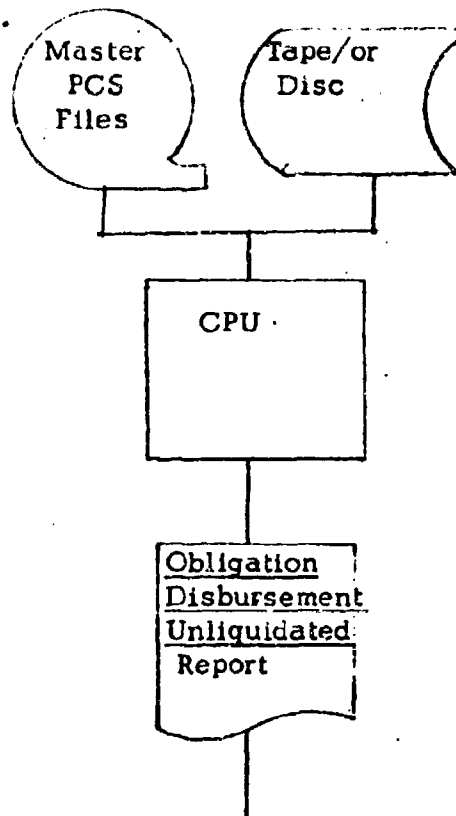 Master
PCS
Files
Tape/or
Disc
CPU
Obligation
Disbursement
Unliquidated
Report